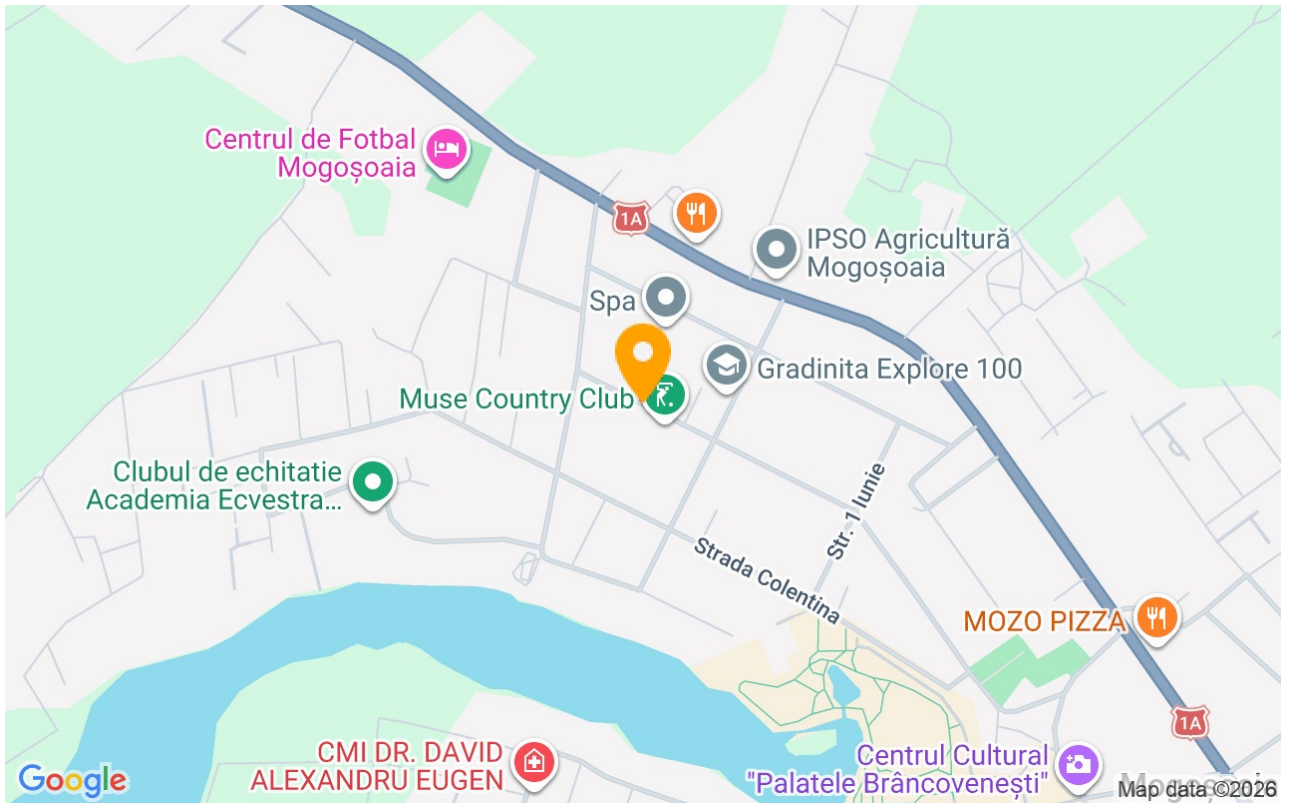 Centrul de Fotbal
Mogoșoaia
1A
IPSO Agricultură
Mogoșoaia
Spa
Gradinita Explore 100
Muse Country Club
Clubul de echitatie
Academia Ecvestra...
Str. 1 Iunie
Strada Colentina
MOZO PIZZA
1A
CMI DR. DAVID
ALEXANDRU EUGEN
Centrul Cultural
"Palatele Brâncovenești"
Google
Map data ©2026